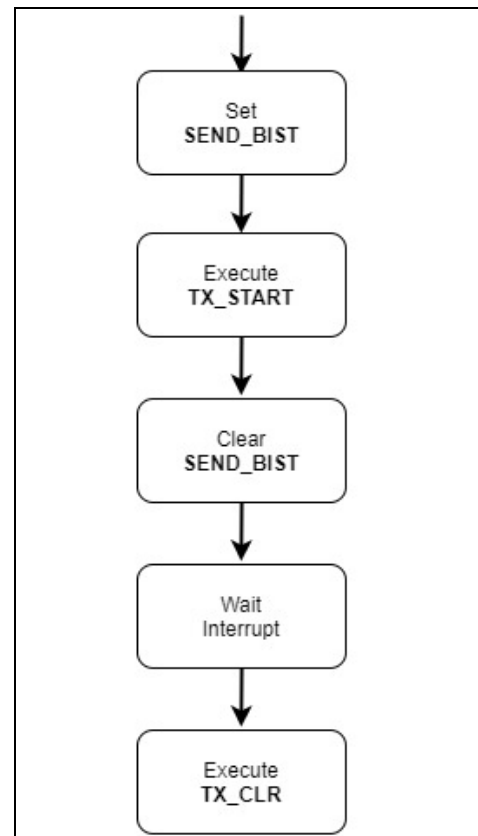 Set
SEND_BIST
Execute
TX_START
Clear
SEND_BIST
Wait
Interrupt
Execute
TX_CLR